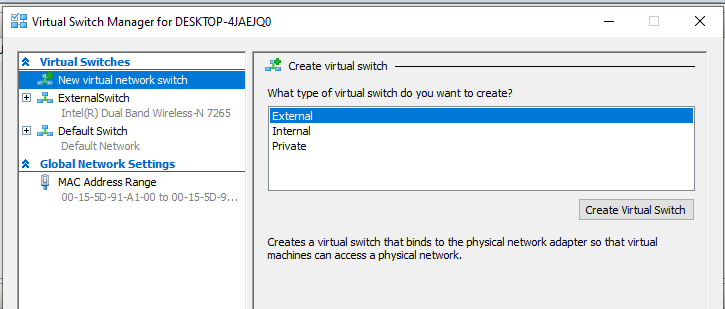 Virtual Switch Manager for DESKTOP-4JAEJQ0
Virtual Switches
New virtual network switch
ExternalSwitch
Intel(R) Dual Band Wireless-N 7265
Default Switch
Default Network
Global Network Settings
MAC Address Range
00-15-5D-91-A1-00 to 00-15-5D-9...
Create virtual switch
What type of virtual switch do you want to create?
External
Internal
Private
Create Virtual Switch
Creates a virtual switch that binds to the physical network adapter so that virtual
machines can access a physical network.